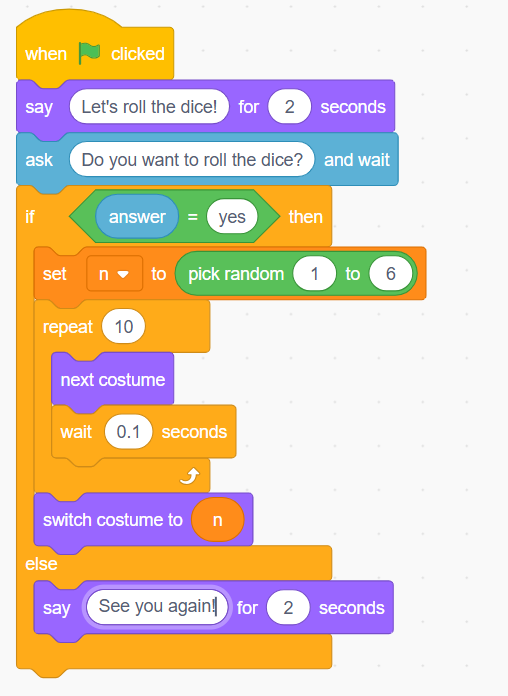 when clicked
say Let's roll the dice! for 2 seconds
ask Do you want to roll the dice? and wait
if answer = yes then
set n to pick random 1 to 6
repeat 10
next costume
wait 0.1 seconds
switch costume to n
else
say See you again! for 2 seconds